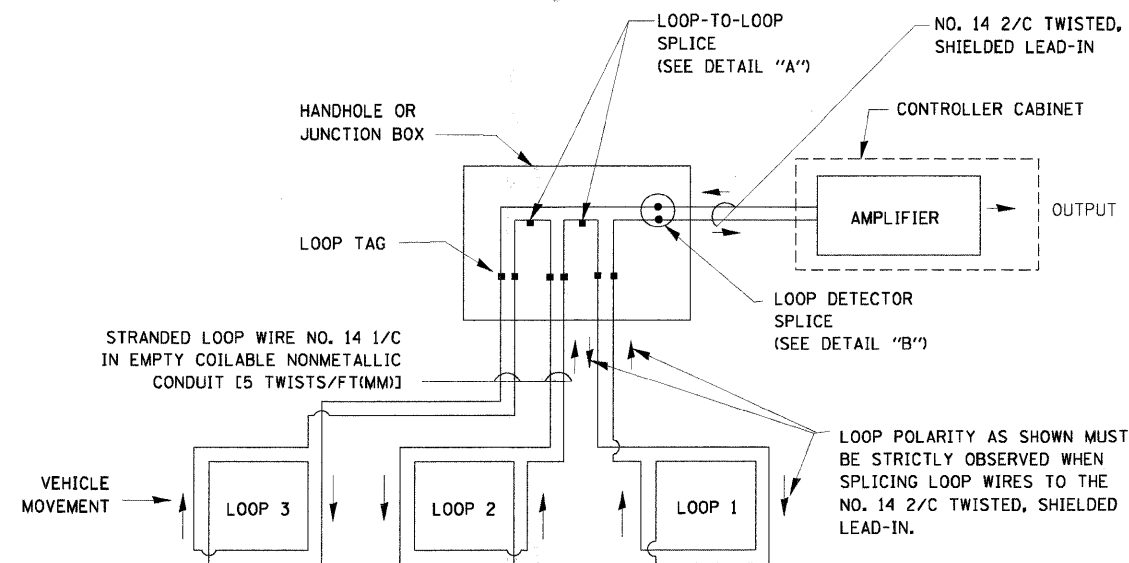 LOOP-TO-LOOP
SPLICE
(SEE DETAIL "A")
NO. 14 2/C TWISTED,
SHIELDED LEAD-IN
HANDHOLE OR
JUNCTION BOX
CONTROLLER CABINET
AMPLIFIER
OUTPUT
LOOP TAG
LOOP DETECTOR
SPLICE
(SEE DETAIL "B")
STRANDED LOOP WIRE NO. 14 1/C
IN EMPTY COILABLE NONMETALLIC
CONDUIT [5 TWISTS/FT(MM)]
LOOP POLARITY AS SHOWN MUST
BE STRICTLY OBSERVED WHEN
SPLICING LOOP WIRES TO THE
NO. 14 2/C TWISTED, SHIELDED
LEAD-IN.
VEHICLE
MOVEMENT
LOOP 3
LOOP 2
LOOP 1